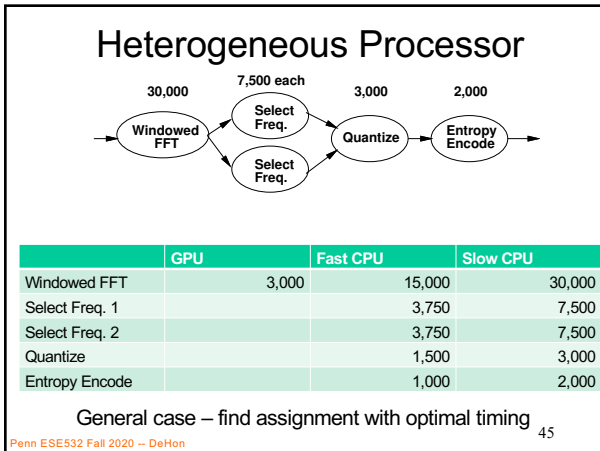 Heterogeneous Processor
30,000
7,500 each
3,000
2,000
Select
Freq.
Windowed
FFT
Quantize
Entropy
Encode
Select
Freq.
GPU Fast CPU Slow CPU
Windowed FFT 3,000 15,000 30,000
Select Freq. 1 3,750 7,500
Select Freq. 2 3,750 7,500
Quantize 1,500 3,000
Entropy Encode 1,000 2,000
General case – find assignment with optimal timing
45
Penn ESE532 Fall 2020 -- DeHon